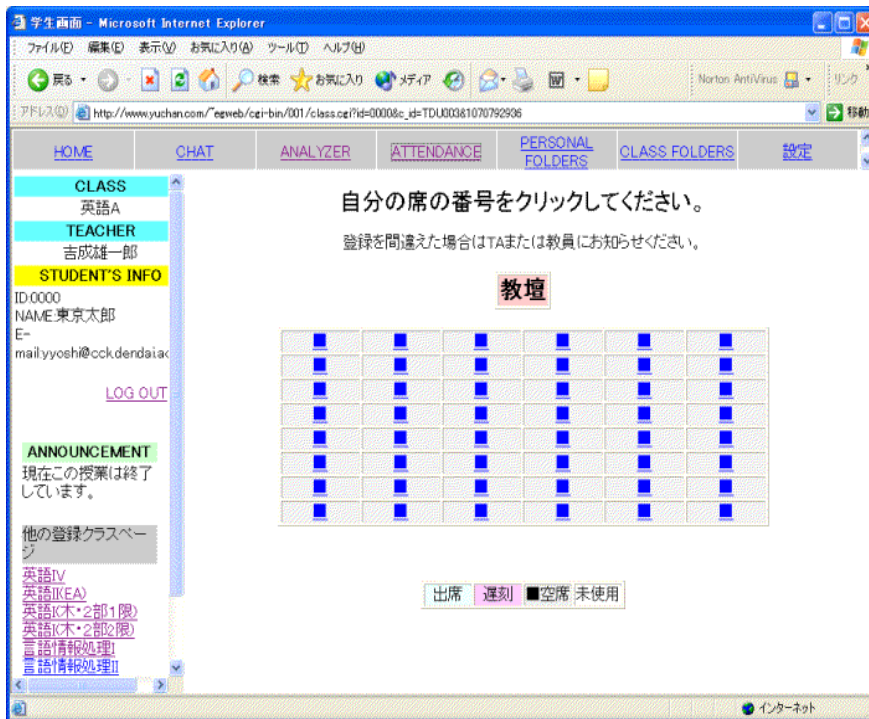 学生画面 - Microsoft Internet Explorer
ファイル(F) 編集(E) 表示(V) お気に入り(A) ツール(T) ヘルプ(H)
戻る 検索 お気に入り メディア Norton AntiVirus リンク
アドレス(D) http://www.yuchan.com/~eqweb/cgi-bin/001/class.cgi?id=0000&c_id=TDU003&1070792936 移動
HOME CHAT ANALYZER ATTENDANCE PERSONAL FOLDERS CLASS FOLDERS 設定
CLASS
英語A
TEACHER
吉成雄一郎
STUDENT'S INFO
ID:0000
NAME:東京太郎
E-
mail:yyoshi@cck.dendai.ac
LOG OUT
ANNOUNCEMENT
現在この授業は終了
しています。
他の登録クラスペー
ジ
英語IV
英語II(EA)
英語I(木・2部1限)
英語I(木・2部2限)
言語情報処理I
言語情報処理II
自分の席の番号をクリックしてください。
登録を間違えた場合はTAまたは教員にお知らせください。
教壇
出席 遅刻 ■空席 未使用
インターネット